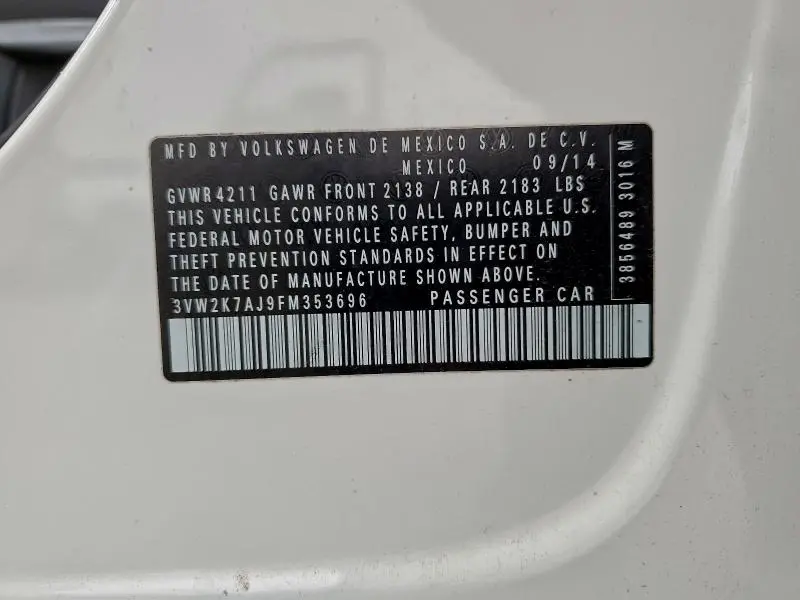 MFD BY VOLKSWAGEN DE MEXICO S.A. DE C.V.
MEXICO 09/14
GVWR 4211 GAWR FRONT 2138 / REAR 2183 LBS
THIS VEHICLE CONFORMS TO ALL APPLICABLE U.S.
FEDERAL MOTOR VEHICLE SAFETY, BUMPER AND
THEFT PREVENTION STANDARDS IN EFFECT ON
THE DATE OF MANUFACTURE SHOWN ABOVE.
3VW2K7AJ9FM353696 PASSENGER CAR
3856489 3016 M